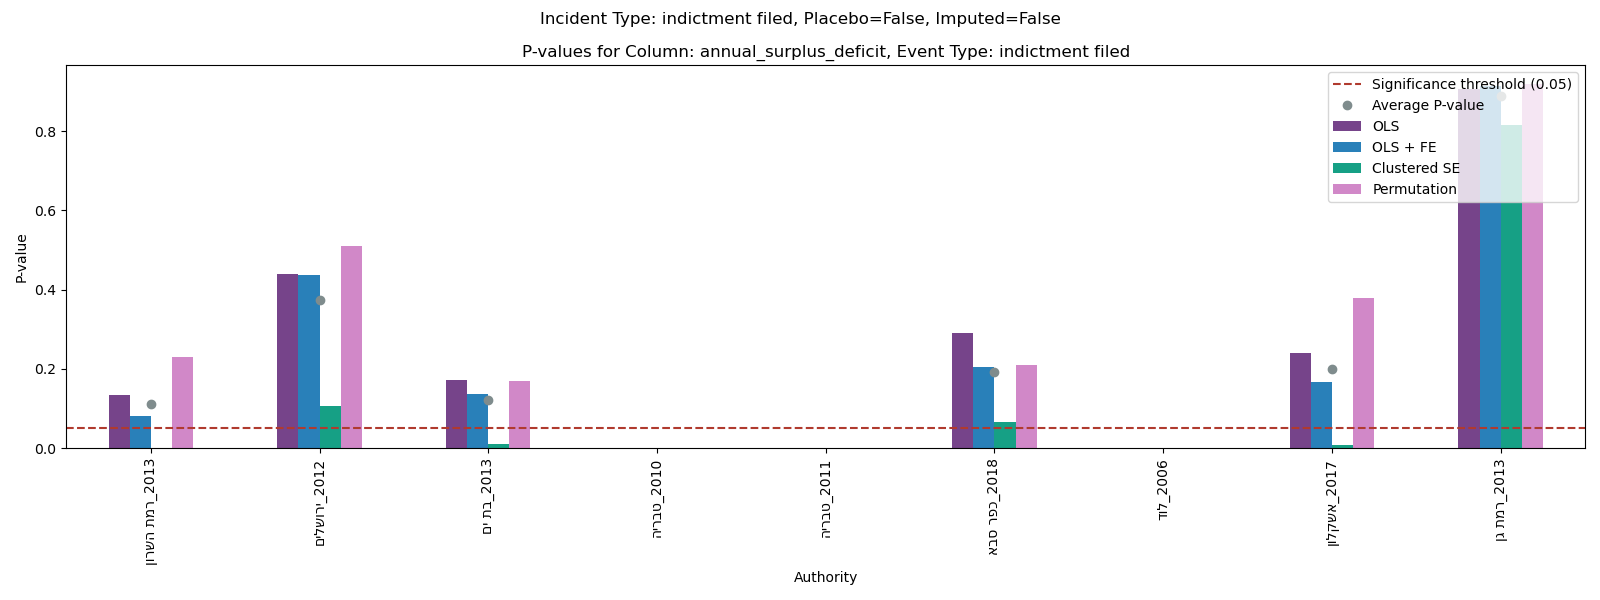 Incident Type: indictment filed, Placebo=False, Imputed=False
P-values for Column: annual_surplus_deficit, Event Type: indictment filed
Significance threshold (0.05)
Average P-value
OLS
OLS + FE
Clustered SE
Permutation
P-value
0.8
0.6
0.4
0.2
0.0
רמת השרון_2013
ירושלים_2012
בת ים_2013
טבריה_2010
טבריה_2011
כפר סבא_2018
לוד_2006
אשקלון_2017
רמת גן_2013
Authority